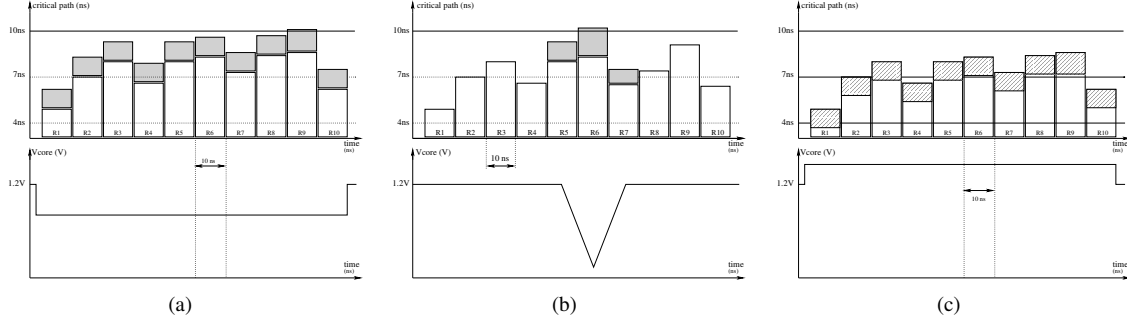 critical path (ns)
10ns
7ns
4ns
R1 R2 R3 R4 R5 R6 R7 R8 R9 R10
time
(ns)
Vcore (V)
10 ns
1.2V
time
(ns)
(a)
critical path (ns)
10ns
7ns
4ns
R1 R2 R3 R4 R5 R6 R7 R8 R9 R10
time
(ns)
Vcore (V)
10 ns
1.2V
time
(ns)
(b)
critical path (ns)
10ns
7ns
4ns
R1 R2 R3 R4 R5 R6 R7 R8 R9 R10
time
(ns)
Vcore (V)
1.2V
10 ns
time
(ns)
(c)